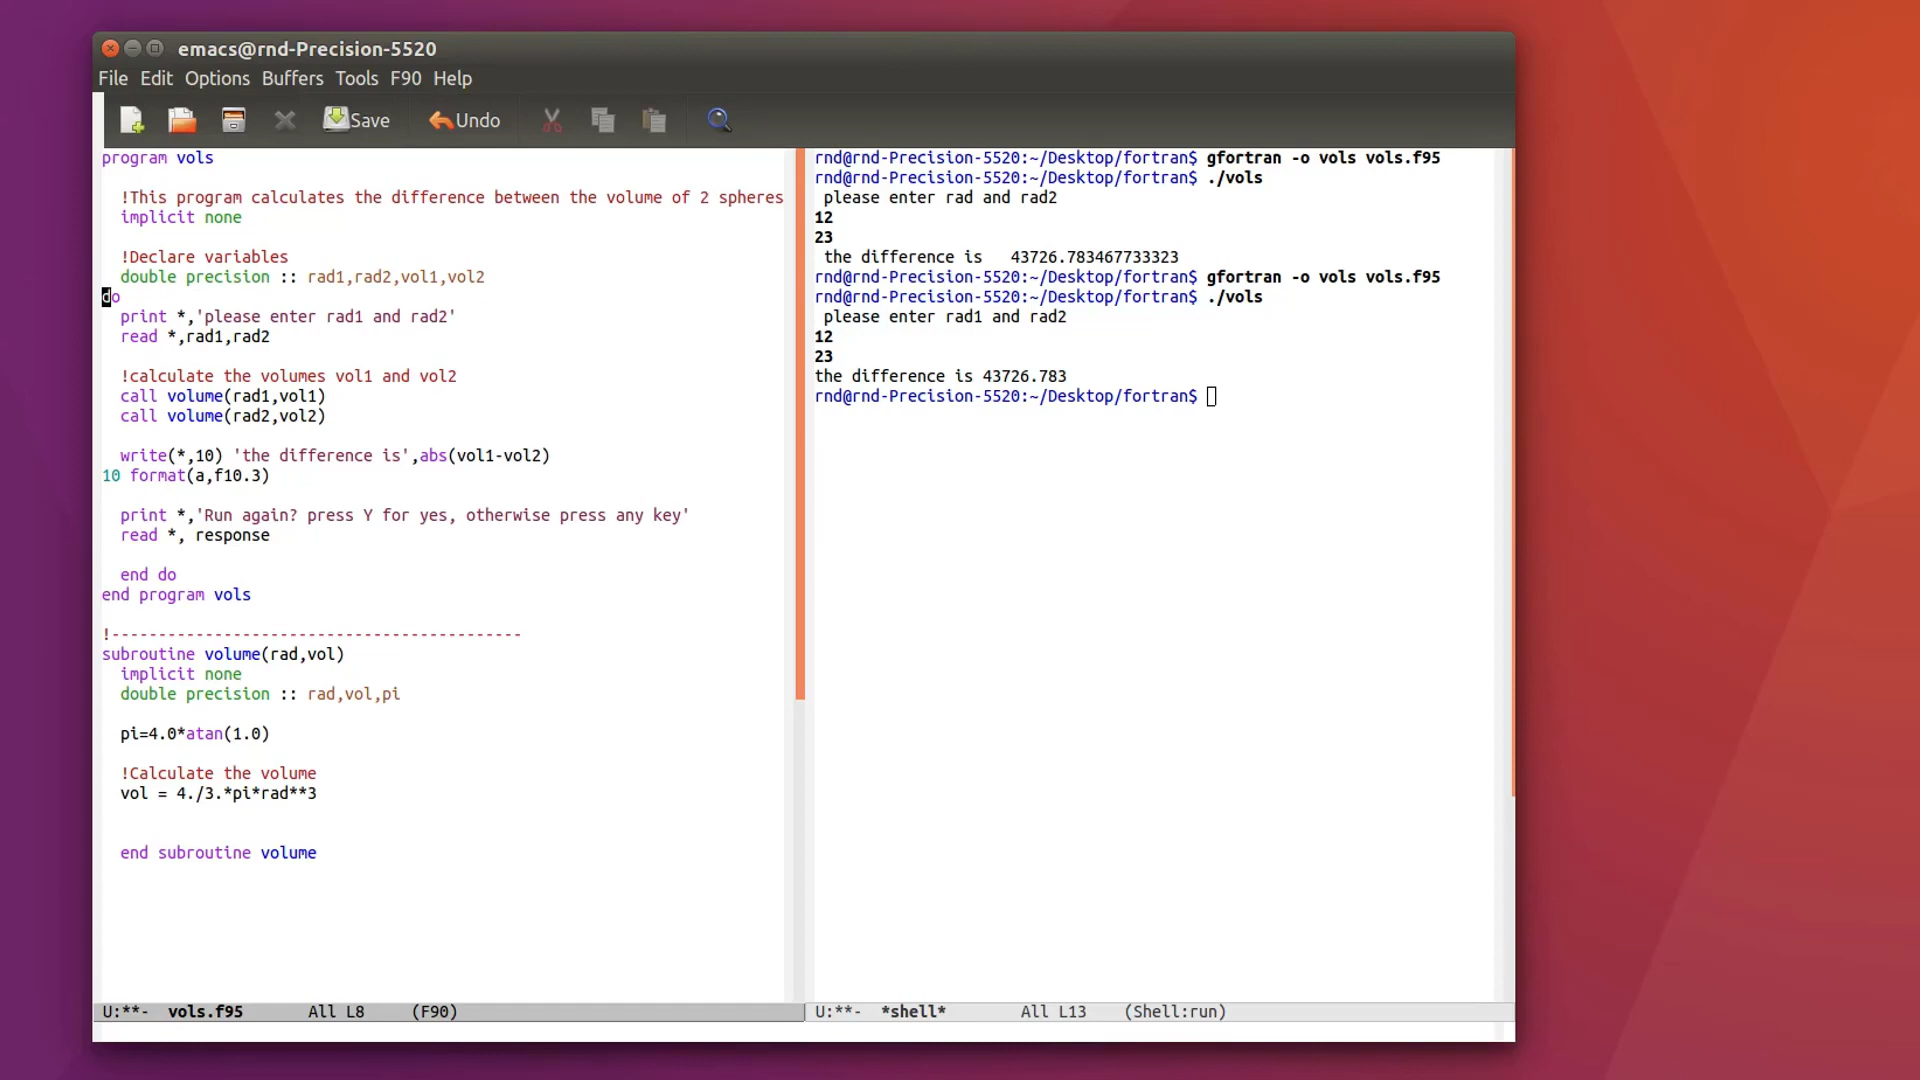 emacs@rnd-Precision-5520
File Edit Options Buffers Tools F90 Help
Save Undo
program vols
!This program calculates the difference between the volume of 2 spheres
implicit none
!Declare variables
double precision :: rad1,rad2,vol1,vol2
do
print *,'please enter rad1 and rad2'
read *,rad1,rad2
!calculate the volumes vol1 and vol2
call volume(rad1,vol1)
call volume(rad2,vol2)
write(*,10) 'the difference is',abs(vol1-vol2)
10 format(a,f10.3)
print *,'Run again? press Y for yes, otherwise press any key'
read *, response
end do
end program vols
!--------------------------------------------
subroutine volume(rad,vol)
implicit none
double precision :: rad,vol,pi
pi=4.0*atan(1.0)
!Calculate the volume
vol = 4./3.*pi*rad**3
end subroutine volume
U:**- vols.f95 All L8 (F90)
rnd@rnd-Precision-5520:~/Desktop/fortran$ gfortran -o vols vols.f95
rnd@rnd-Precision-5520:~/Desktop/fortran$ ./vols
please enter rad and rad2
12
23
the difference is 43726.783467733323
rnd@rnd-Precision-5520:~/Desktop/fortran$ gfortran -o vols vols.f95
rnd@rnd-Precision-5520:~/Desktop/fortran$ ./vols
please enter rad1 and rad2
12
23
the difference is 43726.783
rnd@rnd-Precision-5520:~/Desktop/fortran$
U:**- *shell* All L13 (Shell:run)